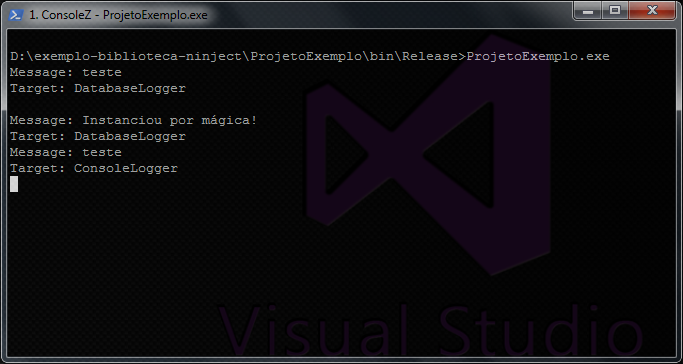 1. ConsoleZ - ProjetoExemplo.exe
D:\exemplo-biblioteca-ninject\ProjetoExemplo\bin\Release>ProjetoExemplo.exe
Message: teste
Target: DatabaseLogger
Message: Instanciou por mágica!
Target: DatabaseLogger
Message: teste
Target: ConsoleLogger
Visual Studio